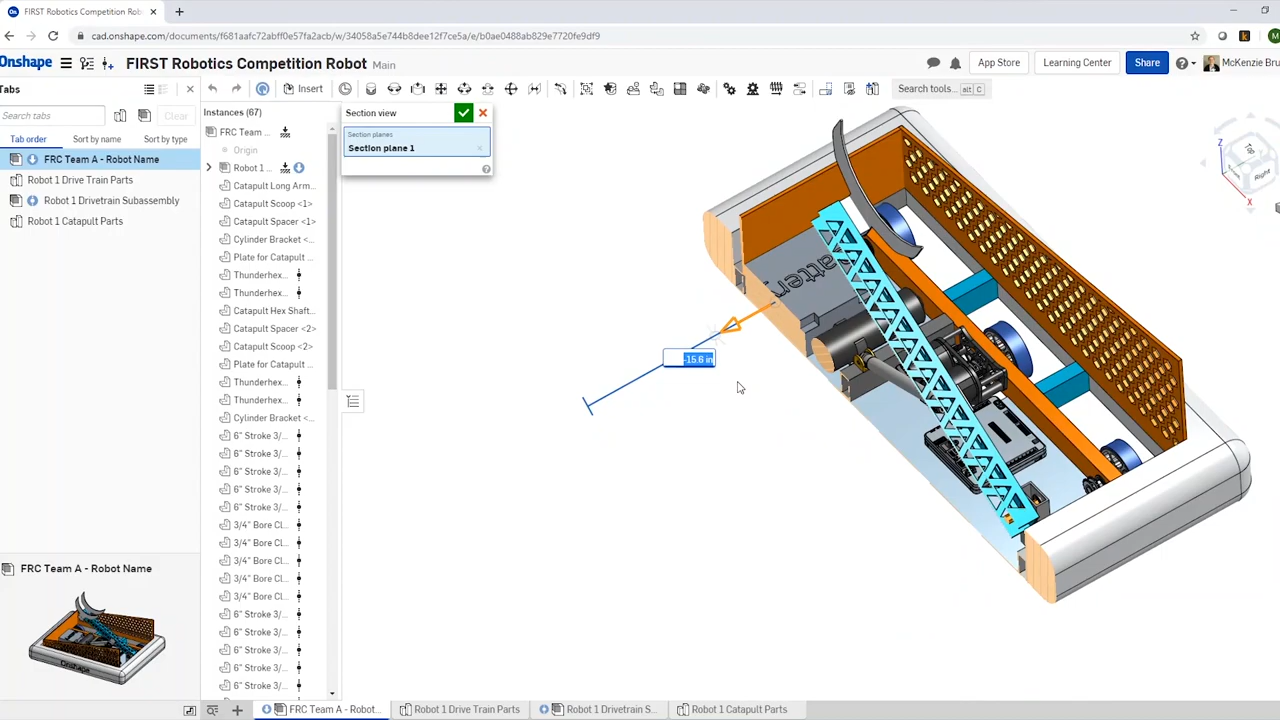 FIRST Robotics Competition Rob
cad.onshape.com/documents/f681aafc72abff0e57fa2acb/w/34058a5e744b8dee12f7ce5a/e/b0ae0488ab829e7720fe9df9
Onshape
FIRST Robotics Competition Robot Main
App Store
Learning Center
Share
McKenzie Bru
Tabs
Search tabs...
Clear
Tab order
Sort by name
Sort by type
FRC Team A - Robot Name
Robot 1 Drive Train Parts
Robot 1 Drivetrain Subassembly
Robot 1 Catapult Parts
FRC Team A - Robot Name
Insert
Search tools... alt C
Instances (67)
FRC Team ...
Origin
Robot 1 ...
Catapult Long Arm...
Catapult Scoop <1>
Catapult Spacer <1>
Cylinder Bracket <...
Plate for Catapult ...
Thunderhex...
Thunderhex...
Catapult Hex Shaf...
Catapult Spacer <2>
Catapult Scoop <2>
Plate for Catapult ...
Thunderhex...
Thunderhex...
Cylinder Bracket <...
6" Stroke 3/...
6" Stroke 3/...
6" Stroke 3/...
6" Stroke 3/...
6" Stroke 3/...
3/4" Bore Cl...
3/4" Bore Cl...
3/4" Bore Cl...
3/4" Bore Cl...
3/4" Bore Cl...
6" Stroke 3/...
6" Stroke 3/...
6" Stroke 3/...
6" Stroke 3/...
6" Stroke 3/...
Section view
Section planes
Section plane 1
-15.6 in
Right
X
Z
FRC Team A - Robot...
Robot 1 Drive Train Parts
Robot 1 Drivetrain S...
Robot 1 Catapult Parts